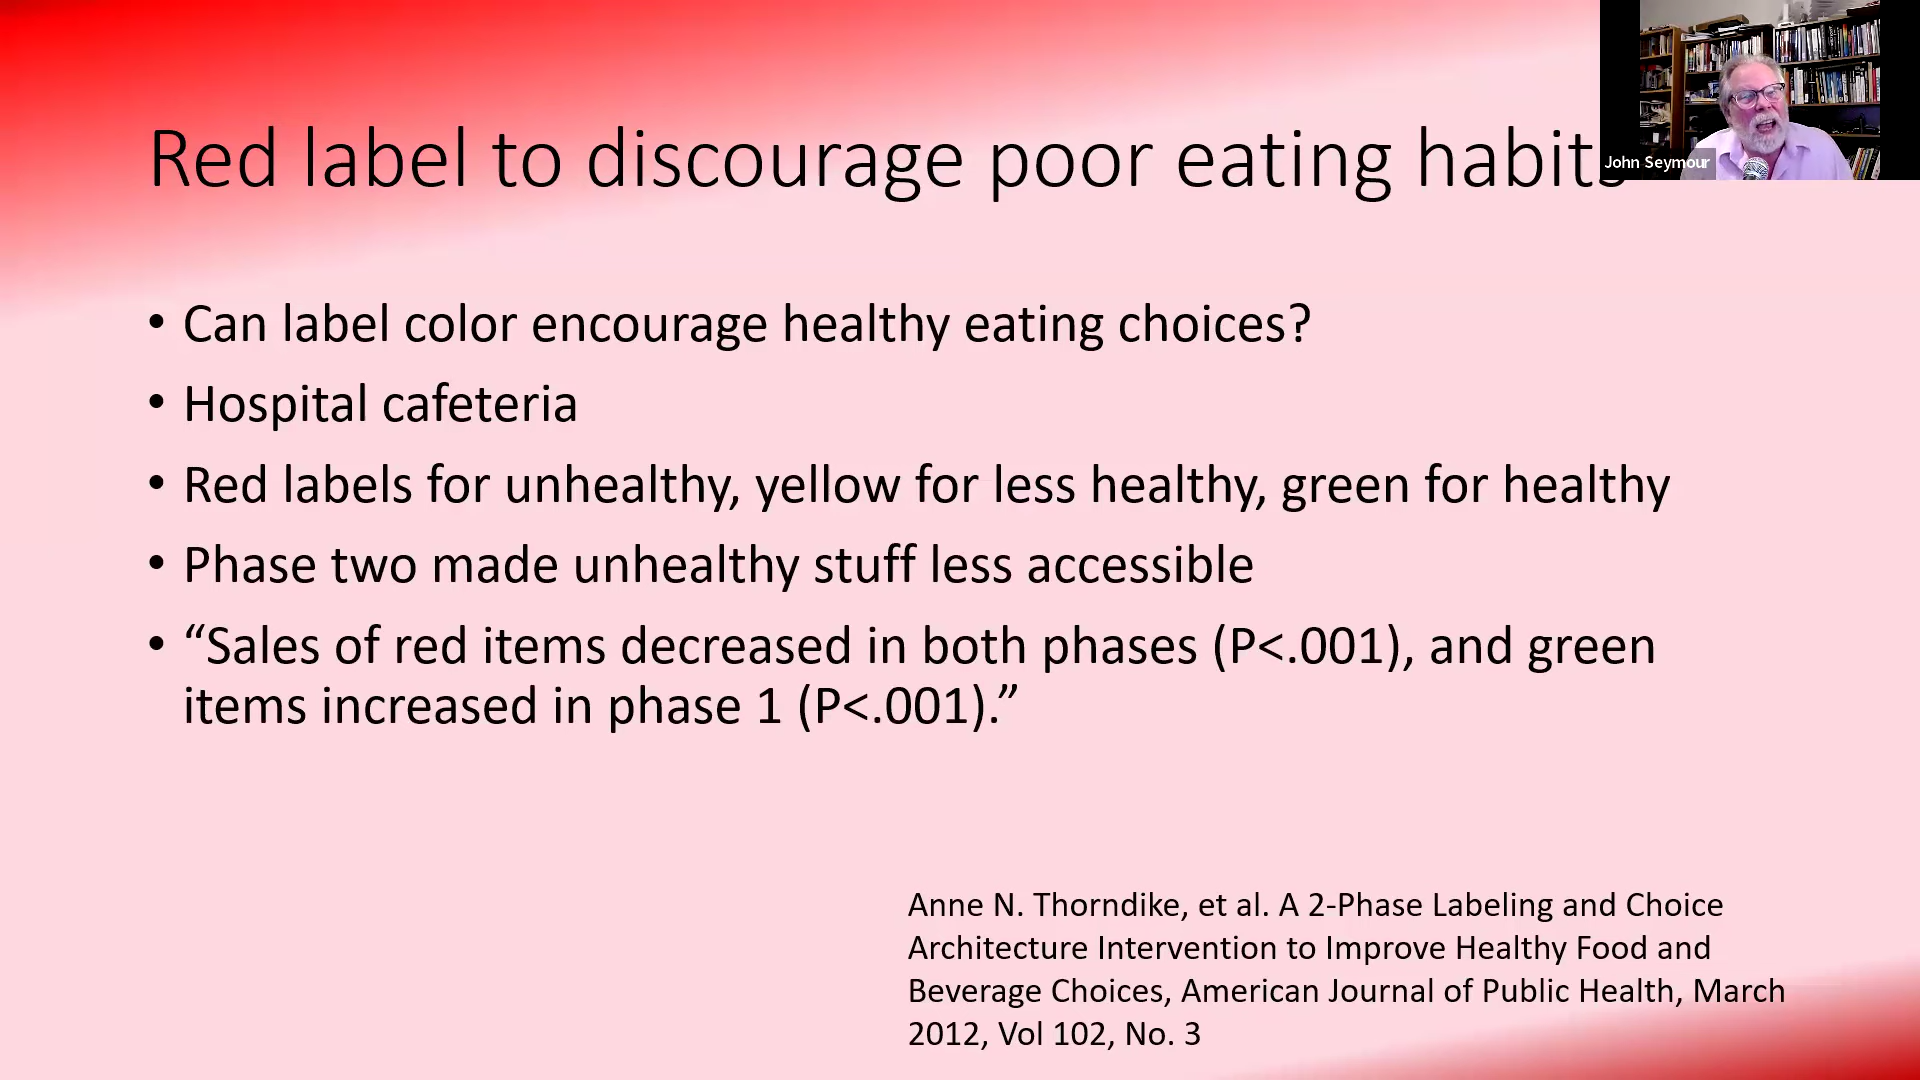 Red label to discourage poor eating habits
John Seymour
• Can label color encourage healthy eating choices?
• Hospital cafeteria
• Red labels for unhealthy, yellow for less healthy, green for healthy
• Phase two made unhealthy stuff less accessible
• “Sales of red items decreased in both phases (P<.001), and green
items increased in phase 1 (P<.001).”
Anne N. Thorndike, et al. A 2-Phase Labeling and Choice
Architecture Intervention to Improve Healthy Food and
Beverage Choices, American Journal of Public Health, March
2012, Vol 102, No. 3